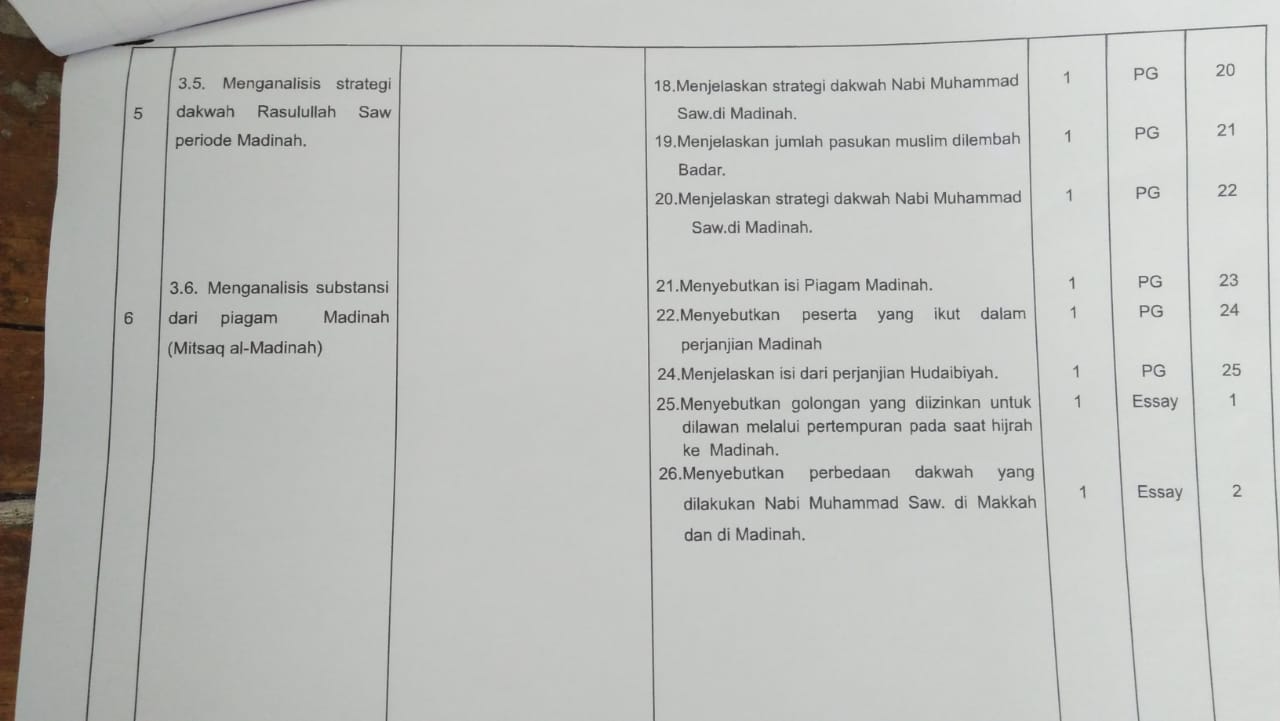 5
3.5. Menganalisis strategi
dakwah Rasulullah Saw
periode Madinah.
18.Menjelaskan strategi dakwah Nabi Muhammad
Saw.di Madinah.
1 PG 20
19.Menjelaskan jumlah pasukan muslim dilembah
Badar.
1 PG 21
20.Menjelaskan strategi dakwah Nabi Muhammad
Saw.di Madinah.
1 PG 22
6
3.6. Menganalisis substansi
dari piagam Madinah
(Mitsaq al-Madinah)
21.Menyebutkan isi Piagam Madinah.
1 PG 23
22.Menyebutkan peserta yang ikut dalam
perjanjian Madinah
1 PG 24
24.Menjelaskan isi dari perjanjian Hudaibiyah.
1 PG 25
25.Menyebutkan golongan yang diizinkan untuk
dilawan melalui pertempuran pada saat hijrah
ke Madinah.
1 Essay 1
26.Menyebutkan perbedaan dakwah yang
dilakukan Nabi Muhammad Saw. di Makkah
dan di Madinah.
1 Essay 2